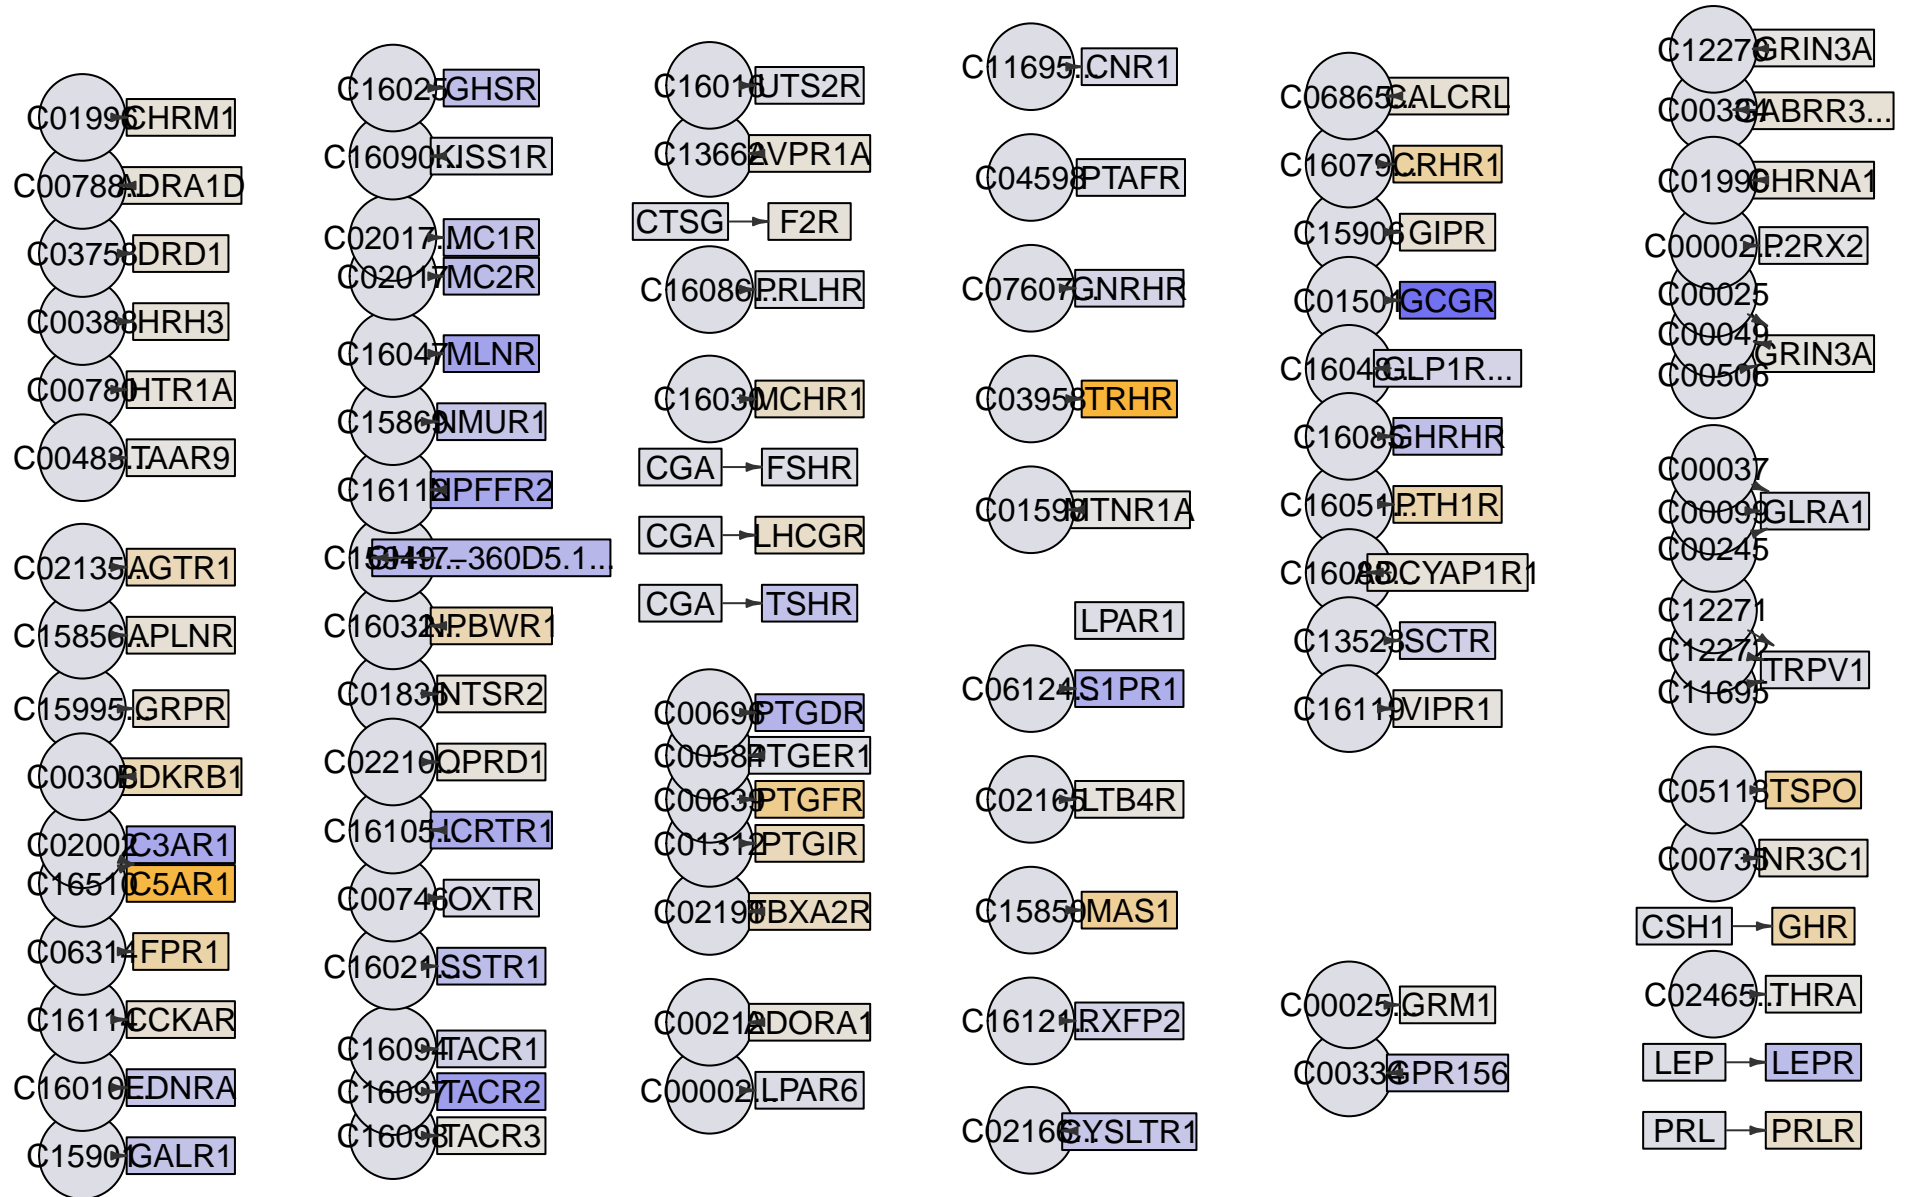 C01996 CHRM1
C00788... ADRA1D
C03758 DRD1
C00388 HRH3
C00780 HTR1A
C00483... TAAR9
C02135... AGTR1
C15856... APLNR
C15995... GRPR
C00306 BDKRB1
C02002 C3AR1
C16510 C5AR1
C06314 FPR1
C16114 CCKAR
C16010... EDNRA
C15901 GALR1
C16025 GHSR
C16090... KISS1R
C02017... MC1R
C02017 MC2R
C16047 MLNR
C15869 NMUR1
C16118 NPFFR2
–360D5.1...
C16032... NPBWR1
C01836 NTSR2
C02210... OPRD1
C16105... HCRTR1
C00746 OXTR
C16021... SSTR1
C16094 TACR1
C16097 TACR2
C16098 TACR3
C16016 UTS2R
C13662 AVPR1A
CTSG F2R
C16086... PRLHR
C16030 MCHR1
CGA FSHR
CGA LHCGR
CGA TSHR
C00696 PTGDR
C00584 PTGER1
C00639 PTGFR
C01312 PTGIR
C02198 TBXA2R
C00212 ADORA1
C00002... LPAR6
C11695... CNR1
C04598 PTAFR
C07607... GNRHR
C03958 TRHR
C01598 MTNR1A
LPAR1
C06124... S1PR1
C02165 LTB4R
C15850 MAS1
C16121... RXFP2
C02166... CYSLTR1
C06865... CALCRL
C16079... CRHR1
C15906 GIPR
C01501 GCGR
C16048... GLP1R...
C16085 GHRHR
C16051... PTH1R
C16088... ADCYAP1R1
C13523 SCTR
C16119 VIPR1
C00025... GRM1
C00334 GPR156
C12270 GRIN3A
C00334 GABRR3...
C01996 CHRNA1
C00002... P2RX2
C00025
C00049
GRIN3A
C00506
C00037
C00099 GLRA1
C00245
C12271
C12272
TRPV1
C11695
C05113 TSPO
C00735 NR3C1
CSH1 GHR
C02465... THRA
LEP LEPR
PRL PRLR